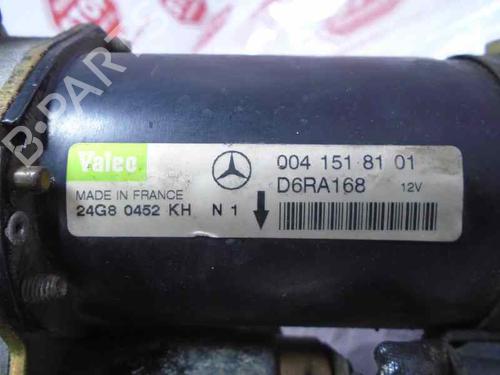 B-PARTS
Valeo
004 151 81 01
MADE IN FRANCE
D6RA168 12V
24G8 0452 KH N 1